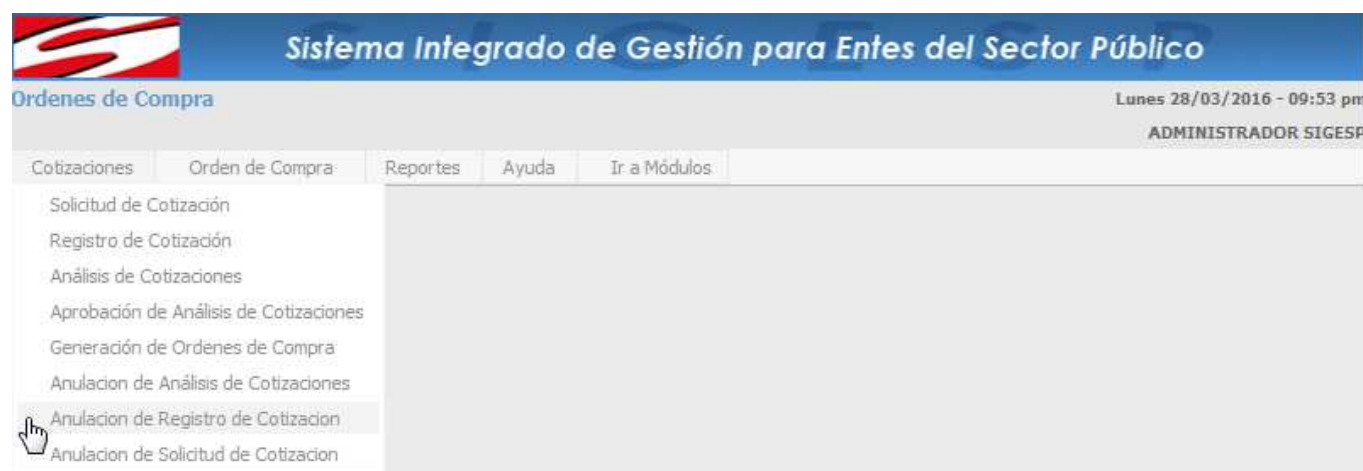 Sistema Integrado de Gestión para Entes del Sector Público
Ordenes de Compra
Lunes 28/03/2016 - 09:53 pm
ADMINISTRADOR SIGESP
Cotizaciones Orden de Compra Reportes Ayuda Ir a Módulos
Solicitud de Cotización
Registro de Cotización
Análisis de Cotizaciones
Aprobación de Análisis de Cotizaciones
Generación de Ordenes de Compra
Anulacion de Análisis de Cotizaciones
Anulacion de Registro de Cotizacion
Anulacion de Solicitud de Cotizacion